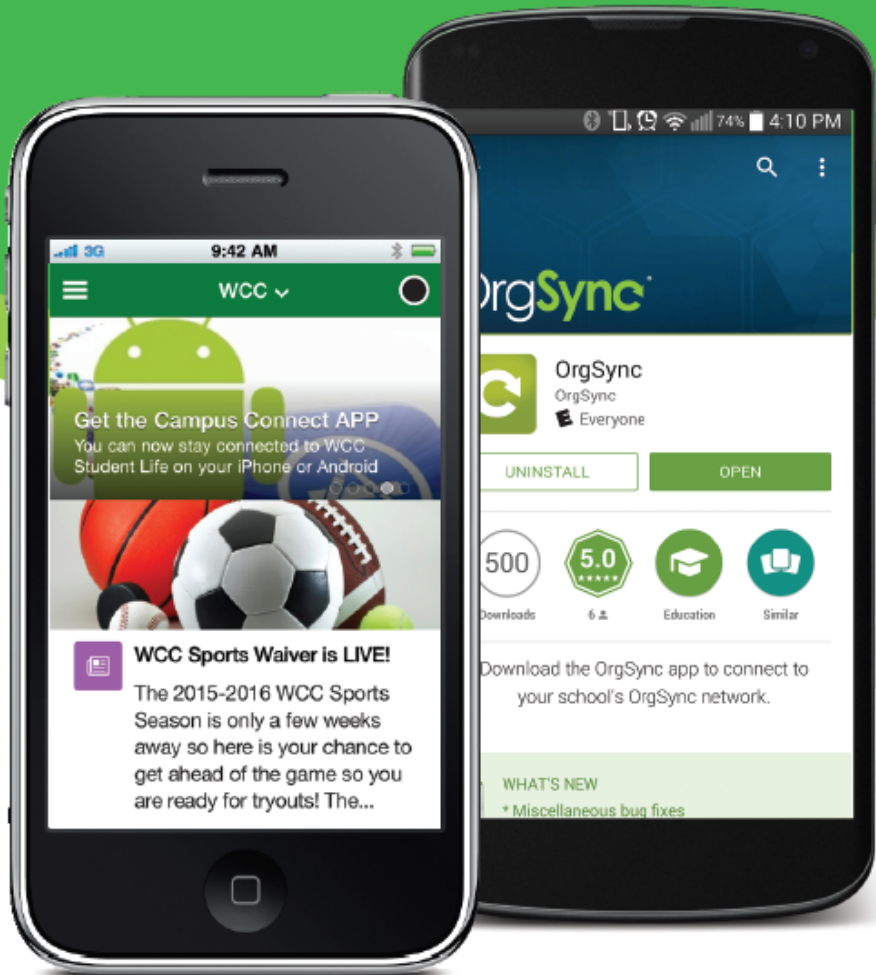 3G 9:42 AM
WCC
Get the Campus Connect APP
You can now stay connected to WCC
Student Life on your iPhone or Android
WCC Sports Waiver is LIVE!
The 2015-2016 WCC Sports
Season is only a few weeks
away so here is your chance to
get ahead of the game so you
are ready for tryouts! The...
74% 4:10 PM
OrgSync
OrgSync
OrgSync
E Everyone
UNINSTALL OPEN
500 5.0
Downloads 6 Education Similar
Download the OrgSync app to connect to
your school's OrgSync network.
WHAT'S NEW
* Miscellaneous bug fixes